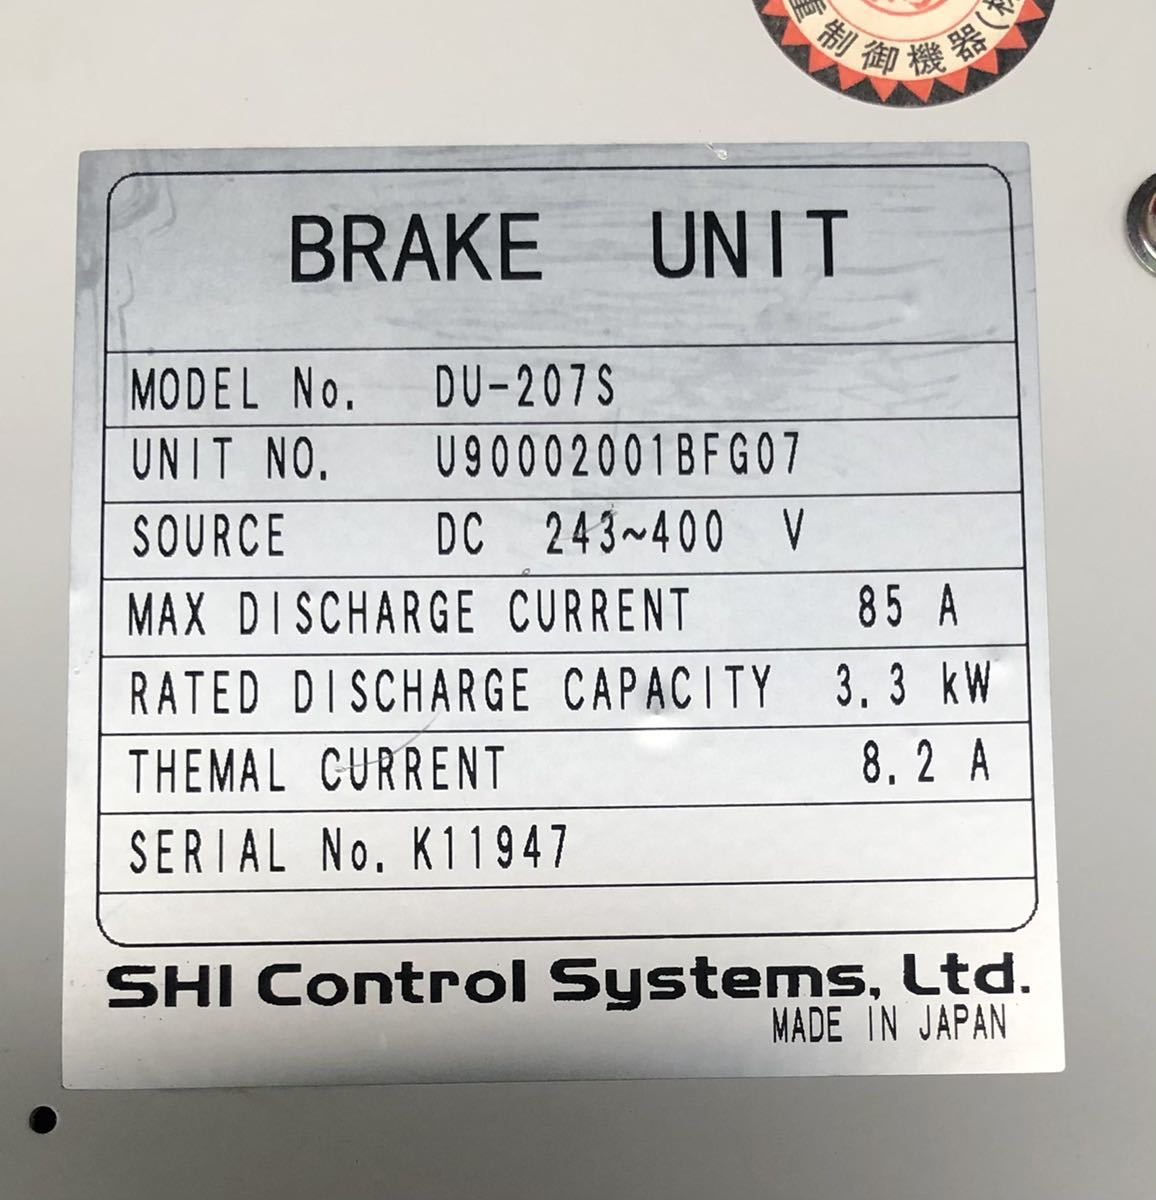 重制御機器(株
BRAKE UNIT
MODEL No. DU-207S
UNIT NO. U90002001BFG07
SOURCE DC 243~400 V
MAX DISCHARGE CURRENT 85 A
RATED DISCHARGE CAPACITY 3.3 kW
THEMAL CURRENT 8.2 A
SERIAL No. K11947
SHI Control Systems, Ltd.
MADE IN JAPAN